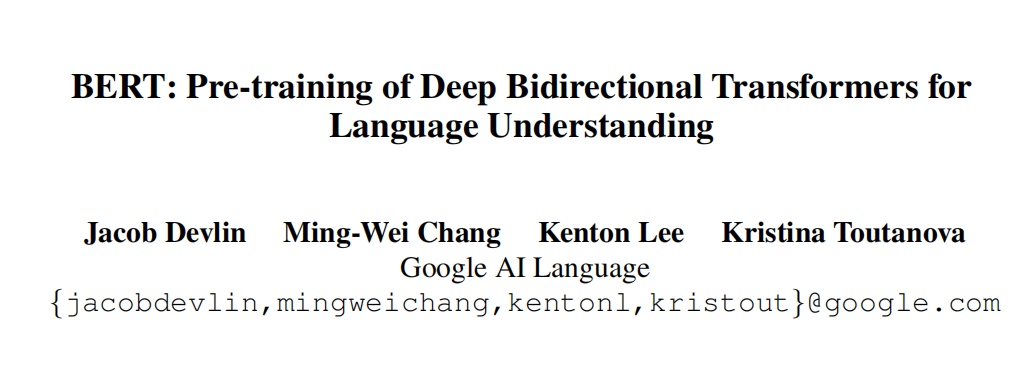 BERT: Pre-training of Deep Bidirectional Transformers for
Language Understanding
Jacob Devlin Ming-Wei Chang Kenton Lee Kristina Toutanova
Google AI Language
{jacobdevlin,mingweichang,kentonl,kristout}@google.com